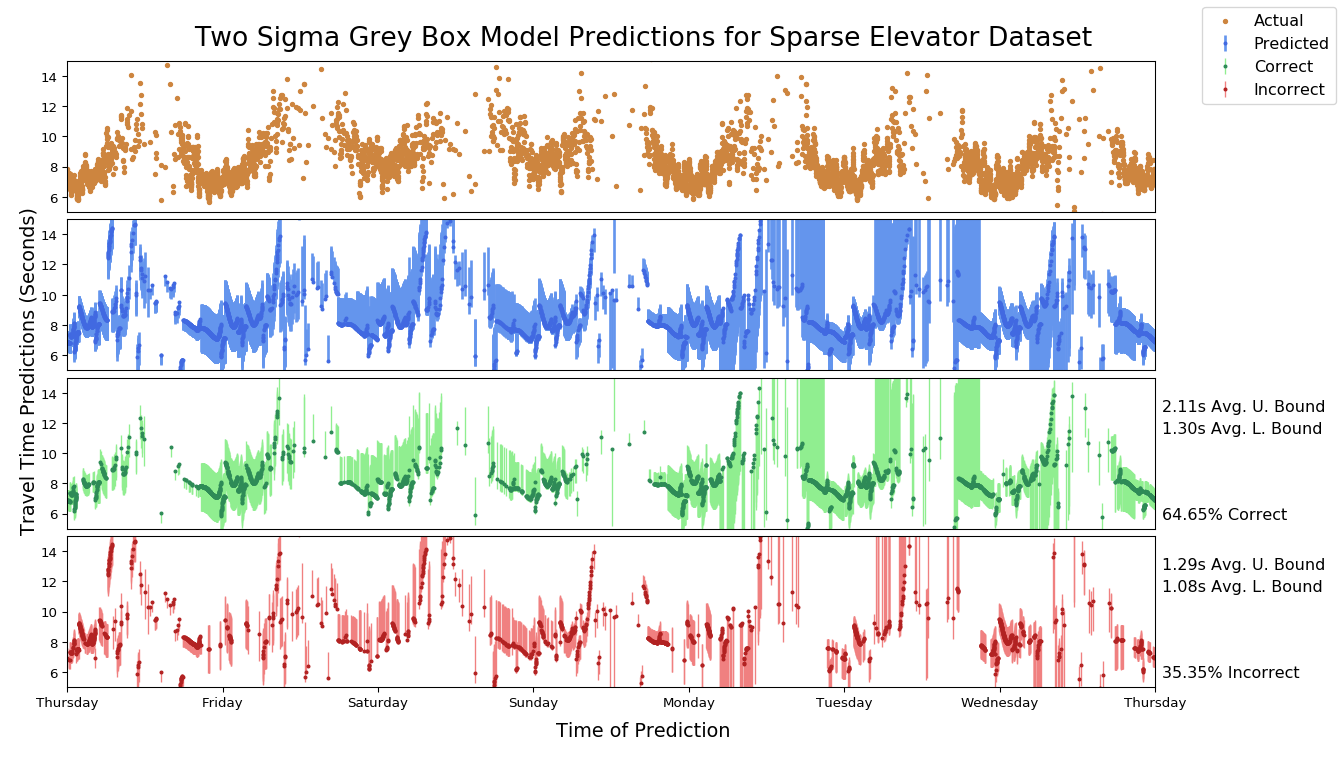 Two Sigma Grey Box Model Predictions for Sparse Elevator Dataset
Actual
Predicted
Correct
Incorrect
Travel Time Predictions (Seconds)
14
12
10
8
6
14
12
10
8
6
14
12
10
8
6
2.11s Avg. U. Bound
1.30s Avg. L. Bound
64.65% Correct
14
12
10
8
6
1.29s Avg. U. Bound
1.08s Avg. L. Bound
35.35% Incorrect
Thursday Friday Saturday Sunday Monday Tuesday Wednesday Thursday
Time of Prediction